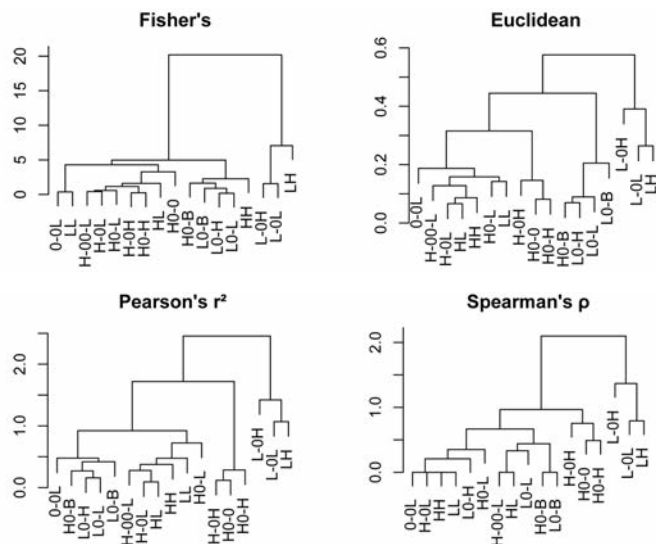 Fisher's
20
15
10
5
0
0-0L
LL
H-00-L
H-0L
H0-L
H-0H
H0-H
HL
H0-0
H0-B
L0-B
L0-H
L0-L
HH
L-0H
L-0L
LH
Euclidean
0.6
0.4
0.2
0.0
0-0L
H-00-L
H-0L
HL
HH
H0-L
LL
H-0H
H0-0
H0-H
H0-B
L0-H
L0-L
L0-B
L-0H
L-0L
LH
Pearson's r²
2.0
1.0
0.0
0-0L
H0-B
L0-H
L0-L
L0-B
H-00-L
H-0L
HL
HH
LL
H0-L
H-0H
H0-0
H0-H
L-0H
L-0L
LH
Spearman's ρ
2.0
1.0
0.0
0-0L
H-0L
HH
LL
L0-H
H0-L
H-00-L
HL
L0-L
H0-B
L0-B
H-0H
H0-0
H0-H
L-0H
L-0L
LH